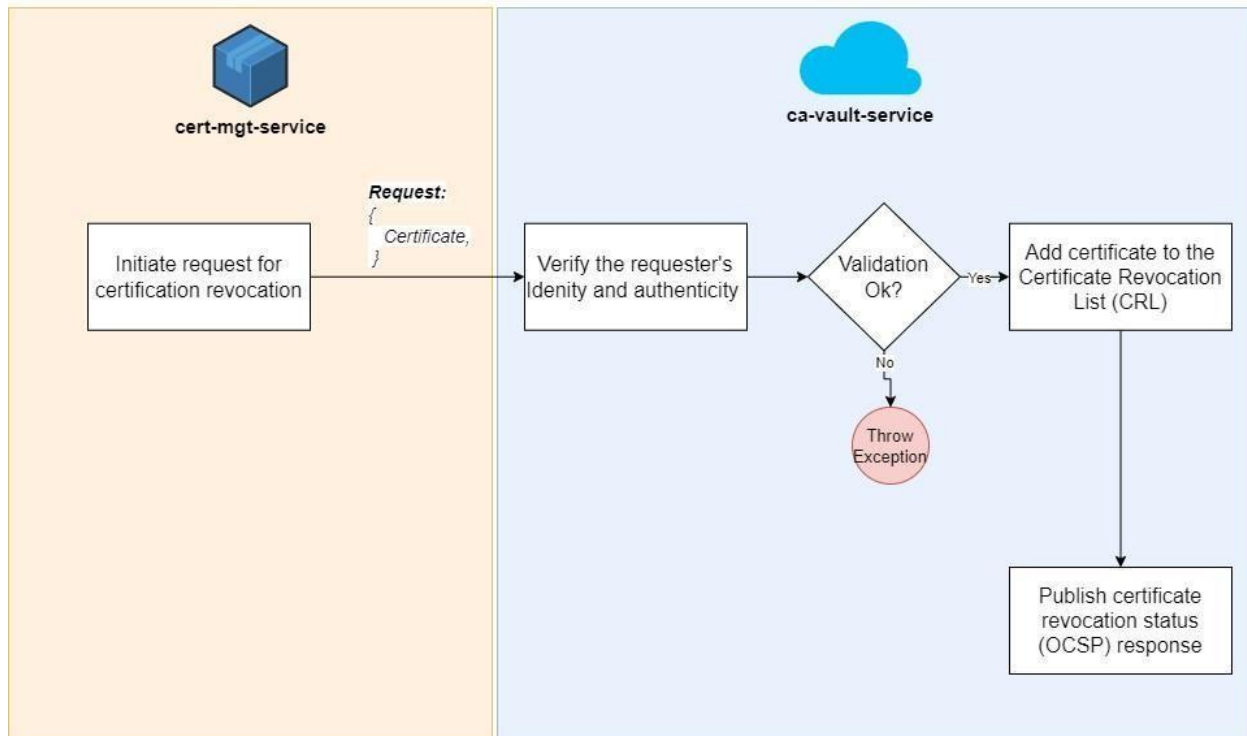 cert-mgt-service
ca-vault-service
Request:
{
Certificate,
}
Initiate request for
certification revocation
Verify the requester's
Idenity and authenticity
Validation
Ok?
Yes
Add certificate to the
Certificate Revocation
List (CRL)
No
Throw
Exception
Publish certificate
revocation status
(OCSP) response